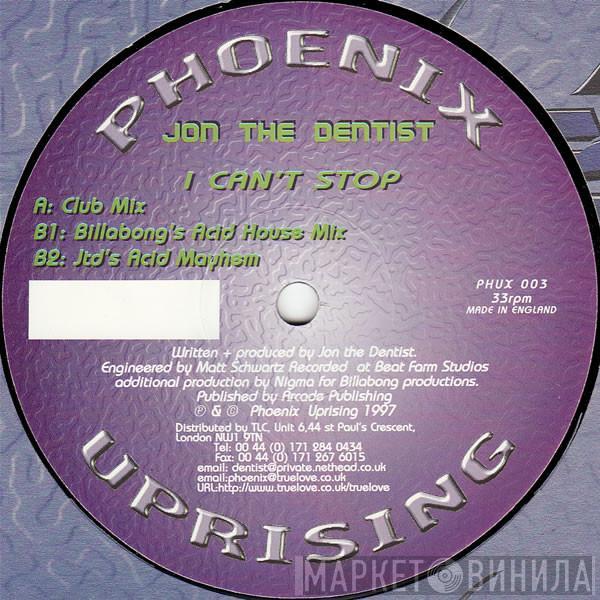 PHOENIX
JON THE DENTIST
I CAN'T STOP
A: Club Mix
B1: Billabong's Acid House Mix
B2: Jtd's Acid Mayhem
PHUX 003
33rpm
MADE IN ENGLAND
Written + produced by Jon the Dentist.
Engineered by Matt Schwartz Recorded at Beat Farm Studios
additional production by Nigma for Billabong productions.
Published by Arcade Publishing
℗ & © Phoenix Uprising 1997
Distributed by TLC, Unit 6,44 st Paul's Crescent,
London NW1 9TN
Tel: 00 44 (0) 171 284 0434
Fax: 00 44 (0) 171 267 6015
email: dentist@private.nethead.co.uk
email:phoenix@truelove.co.uk
URL:http://www.truelove.co.uk/truelove
UPRISING
МАРКЕТ ВИНИЛА